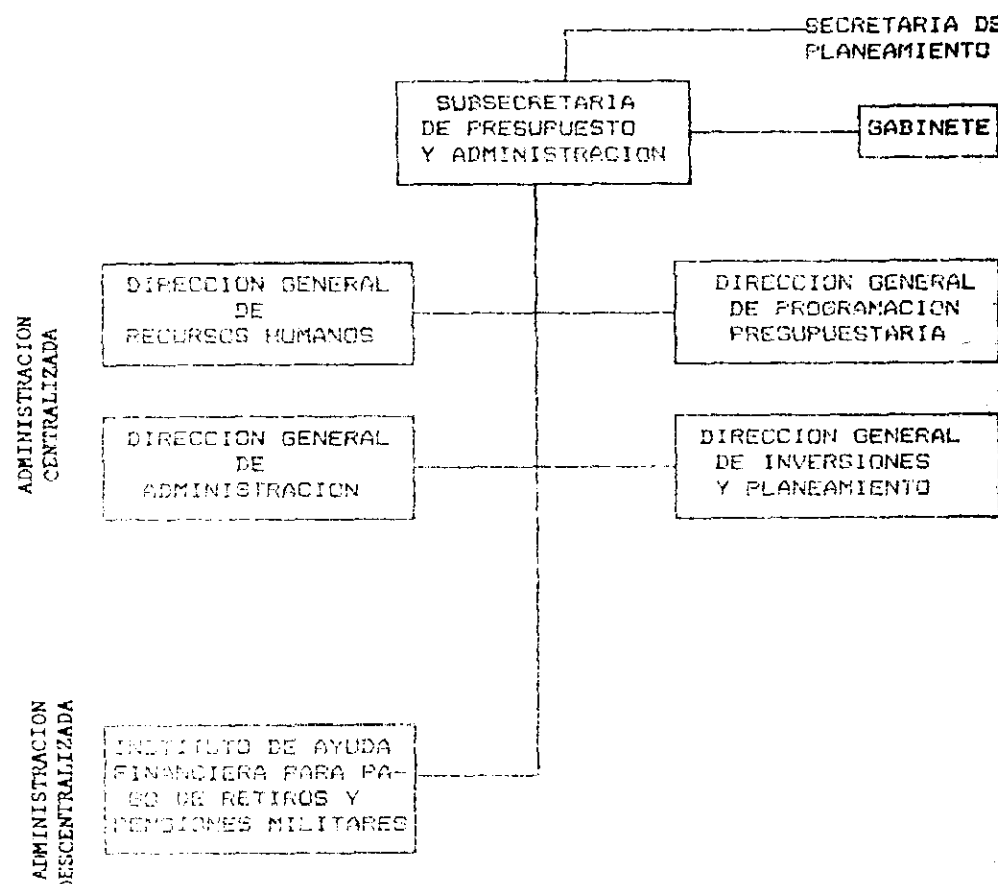 SECRETARIA DE
PLANEAMIENTO
SUBSECRETARIA
DE PRESUPUESTO
Y ADMINISTRACION
GABINETE
ADMINISTRACION
CENTRALIZADA
DIRECCION GENERAL
DE
RECURSOS HUMANOS
DIRECCION GENERAL
DE PROGRAMACION
PRESUPUESTARIA
DIRECCION GENERAL
DE
ADMINISTRACION
DIRECCION GENERAL
DE INVERSIONES
Y PLANEAMIENTO
ADMINISTRACION
DESCENTRALIZADA
INSTITUTO DE AYUDA
FINANCIERA PARA PA-
GO DE RETIROS Y
PENSIONES MILITARES